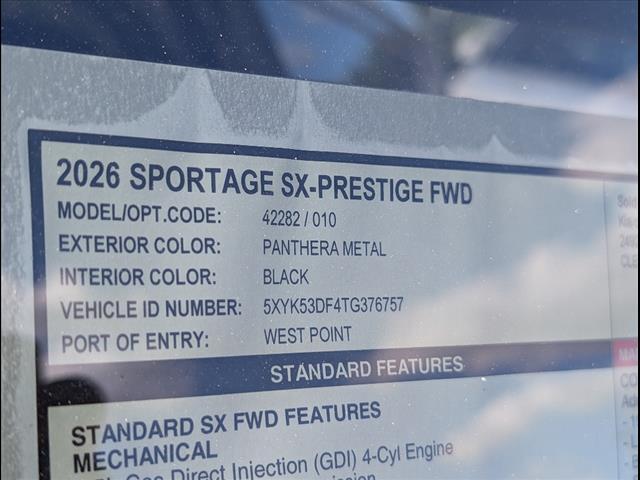 2026 SPORTAGE SX-PRESTIGE FWD
MODEL/OPT.CODE: 42282 / 010
EXTERIOR COLOR: PANTHERA METAL
INTERIOR COLOR: BLACK
VEHICLE ID NUMBER: 5XYK53DF4TG376757
PORT OF ENTRY: WEST POINT
STANDARD FEATURES
STANDARD SX FWD FEATURES
MECHANICAL
Gas Direct Injection (GDI) 4-Cyl Engine